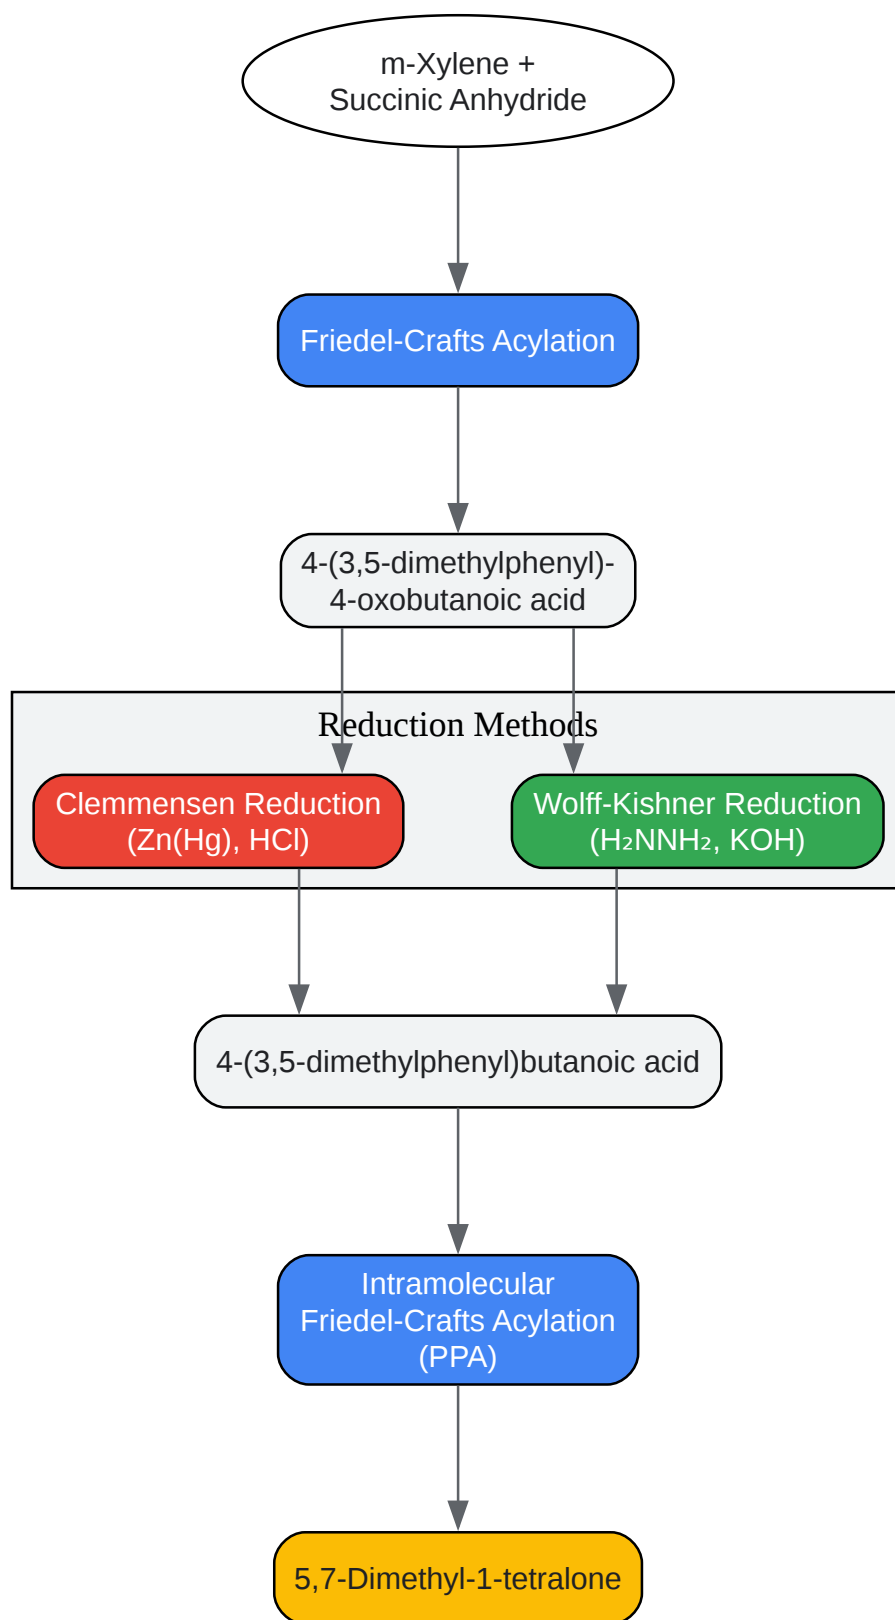 m-Xylene +
Succinic Anhydride
Friedel-Crafts Acylation
4-(3,5-dimethylphenyl)-
4-oxobutanoic acid
Reduction Methods
Clemmensen Reduction
(Zn(Hg), HCl)
Wolff-Kishner Reduction
(H₂NNH₂, KOH)
4-(3,5-dimethylphenyl)butanoic acid
Intramolecular
Friedel-Crafts Acylation
(PPA)
5,7-Dimethyl-1-tetralone